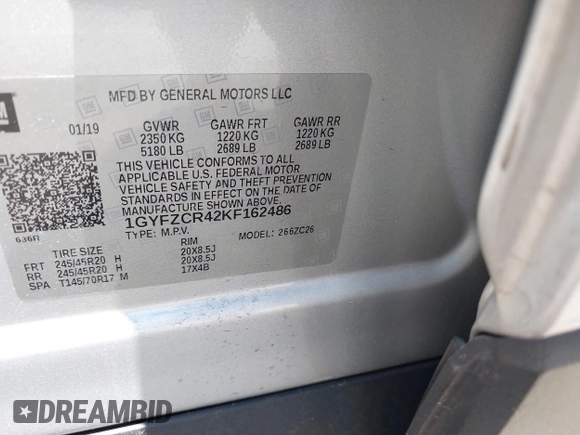 GM
MFD BY GENERAL MOTORS LLC
01/19 GVWR GAWR FRT GAWR RR
2350 KG 1220 KG 1220 KG
5180 LB 2689 LB 2689 LB
THIS VEHICLE CONFORMS TO ALL
APPLICABLE U.S. FEDERAL MOTOR
VEHICLE SAFETY AND THEFT PREVENTION
STANDARDS IN EFFECT ON THE DATE OF
MANUFACTURE SHOWN ABOVE.
1GYFZCR42KF162486
TYPE: M.P.V. MODEL: 266ZC26
636R
TIRE SIZE RIM
FRT 245/45R20 H 20X8.5J
RR 245/45R20 H 20X8.5J
SPA T145/70R17 M 17X4B
DREAMBID